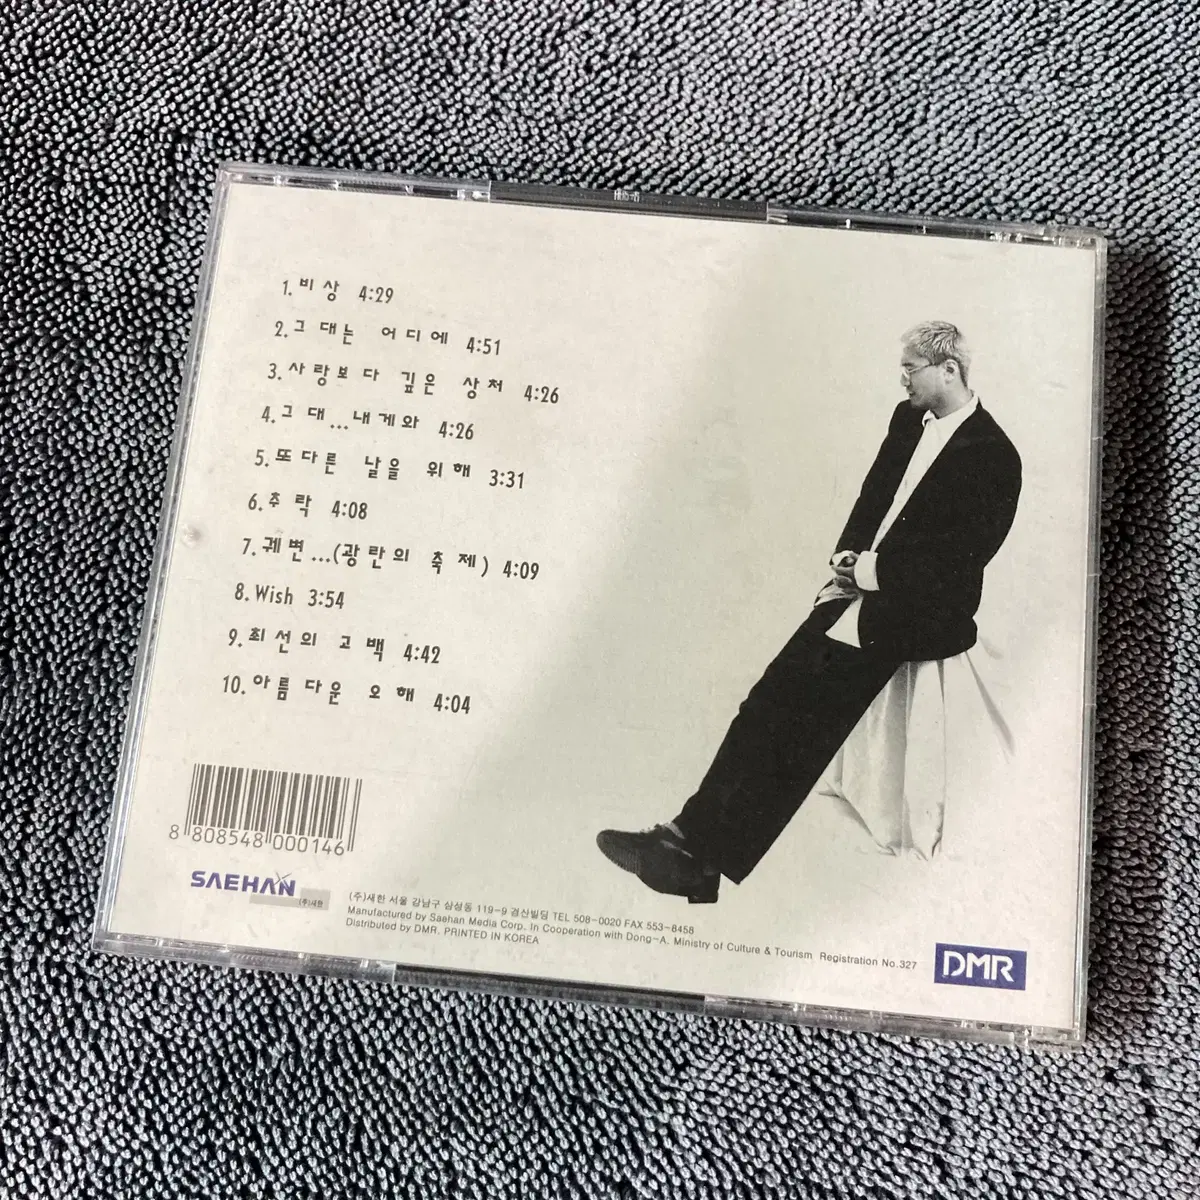 1. 비상 4:29
2. 그대는 어디에 4:51
3. 사랑보다 깊은 상처 4:26
4. 그대...내게와 4:26
5. 또다른 날을 위해 3:31
6. 추락 4:08
7. 궤변...(광란의 축제) 4:09
8. Wish 3:54
9. 최선의 고백 4:42
10. 아름다운 오해 4:04
8 808548 000146
SAEHAN
(주)새한
(주)새한 서울 강남구 삼성동 119-9 경산빌딩 TEL 508-0020 FAX 553-8458
Manufactured by Saehan Media Corp. In Cooperation with Dong-A. Ministry of Culture & Tourism Registration No.327
Distributed by DMR. PRINTED IN KOREA
DMR